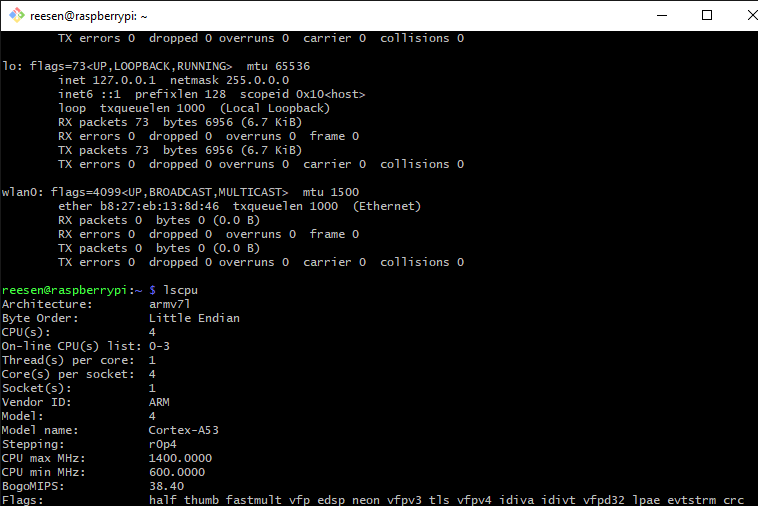 reesen@raspberrypi: ~
TX errors 0  dropped 0 overruns 0  carrier 0  collisions 0
lo: flags=73<UP,LOOPBACK,RUNNING>  mtu 65536
inet 127.0.0.1  netmask 255.0.0.0
inet6 ::1  prefixlen 128  scopeid 0x10<host>
loop  txqueuelen 1000  (Local Loopback)
RX packets 73  bytes 6956 (6.7 KiB)
RX errors 0  dropped 0  overruns 0  frame 0
TX packets 73  bytes 6956 (6.7 KiB)
TX errors 0  dropped 0 overruns 0  carrier 0  collisions 0
wlan0: flags=4099<UP,BROADCAST,MULTICAST>  mtu 1500
ether b8:27:eb:13:8d:46  txqueuelen 1000  (Ethernet)
RX packets 0  bytes 0 (0.0 B)
RX errors 0  dropped 0  overruns 0  frame 0
TX packets 0  bytes 0 (0.0 B)
TX errors 0  dropped 0 overruns 0  carrier 0  collisions 0
reesen@raspberrypi:~ $ lscpu
Architecture:        armv7l
Byte Order:          Little Endian
CPU(s):              4
On-line CPU(s) list: 0-3
Thread(s) per core:  1
Core(s) per socket:  4
Socket(s):           1
Vendor ID:           ARM
Model:               4
Model name:          Cortex-A53
Stepping:            r0p4
CPU max MHz:         1400.0000
CPU min MHz:         600.0000
BogoMIPS:            38.40
Flags:               half thumb fastmult vfp edsp neon vfpv3 tls vfpv4 idiva idivt vfpd32 lpae evtstrm crc